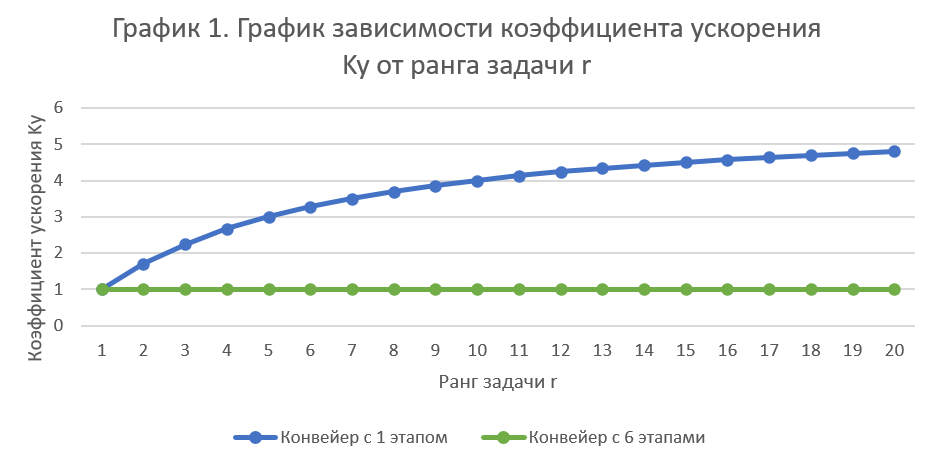 График 1. График зависимости коэффициента ускорения
Ky от ранга задачи r
Коэффициент ускорения Ky
6
5
4
3
2
1
0
1 2 3 4 5 6 7 8 9 10 11 12 13 14 15 16 17 18 19 20
Ранг задачи r
Конвейер с 1 этапом Конвейер с 6 этапами